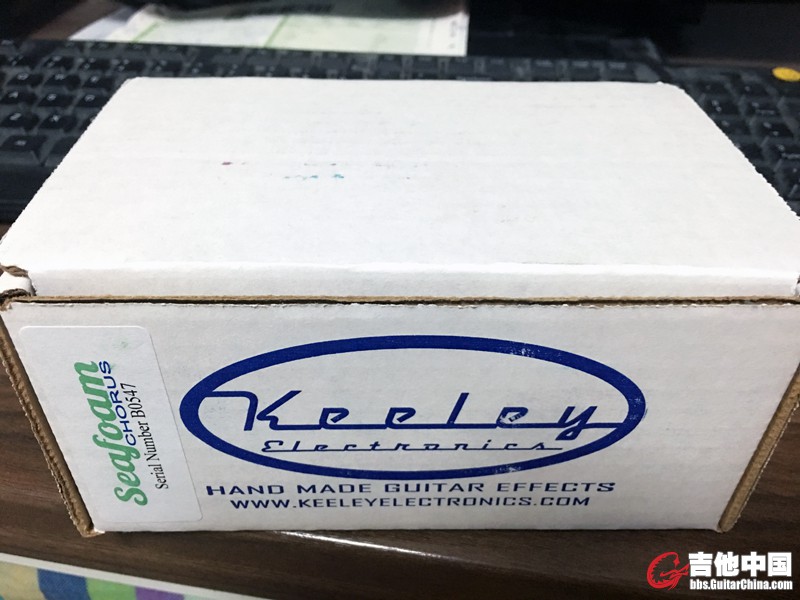 Seafoam
CHORUS
Serial Number B0547
Keeley
Electronics
HAND MADE GUITAR EFFECTS
WWW.KEELEYELECTRONICS.COM
吉他中国
bbs.GuitarChina.com